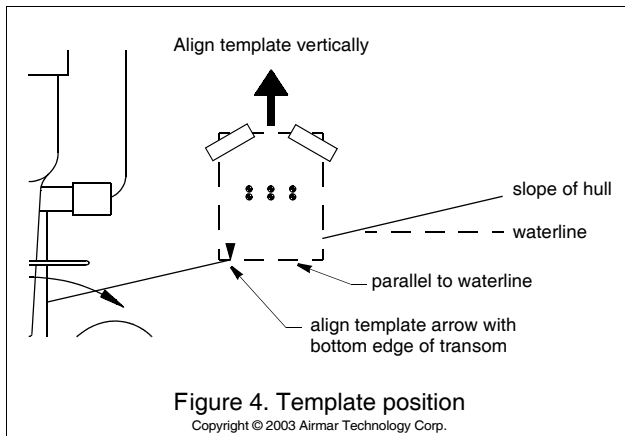 Align template vertically
slope of hull
waterline
parallel to waterline
align template arrow with
bottom edge of transom
Figure 4. Template position
Copyright © 2003 Airmar Technology Corp.